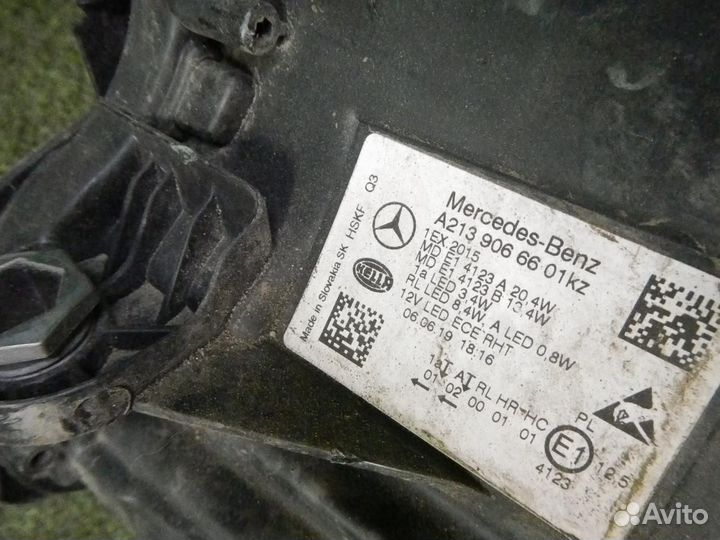 Mercedes-Benz
A213 906 66 01kz
1EX 2015
MD E1 4123 A 20.4W
MD E1 4123 B 13.4W
RL LED 3.4W
LED 8.4W A LED 0.8W
12V LED ECE-RHT
06.06.19 18:16
Q3
HSKF
Made in Slovakia SK
HELLA
1aT AT RL HR-HC PL
01 02 00 01 01
E1
12.5
4123
Avito